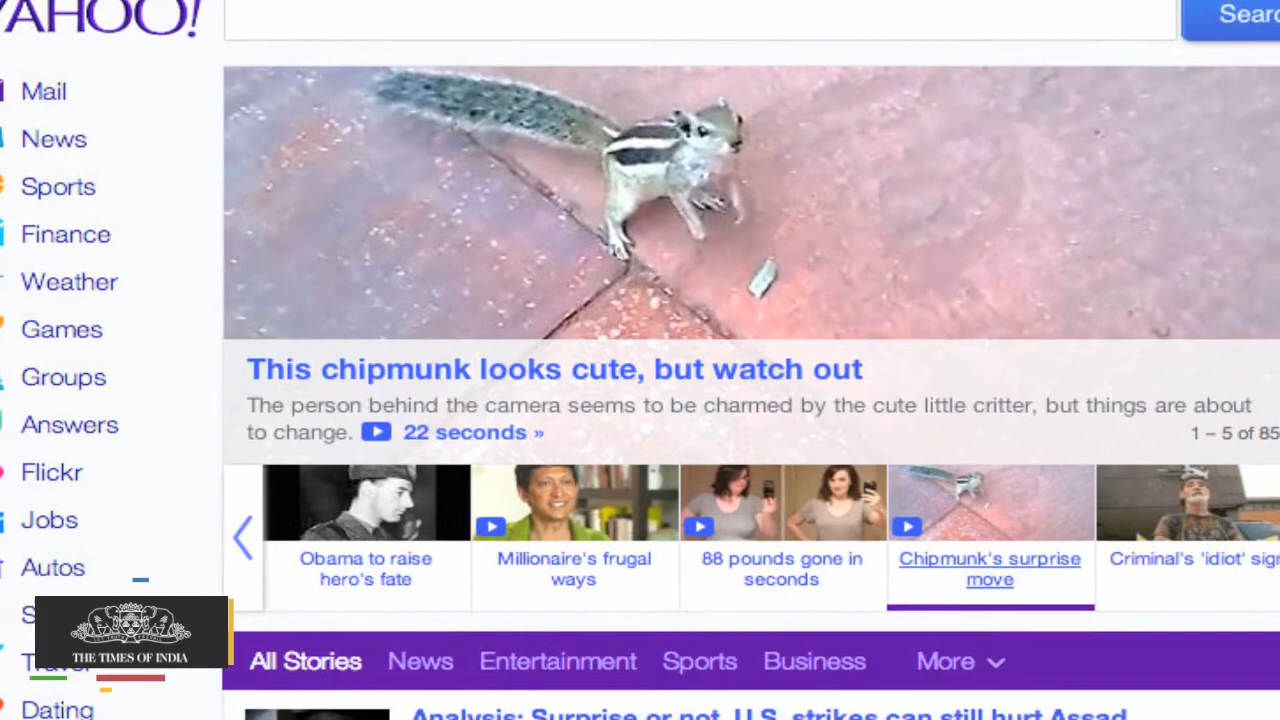 YAHOO!
Search
Mail
News
Sports
Finance
Weather
Games
Groups
Answers
Flickr
Jobs
Autos
Dating
This chipmunk looks cute, but watch out
The person behind the camera seems to be charmed by the cute little critter, but things are about
to change. 22 seconds »
1 – 5 of 85
Obama to raise
hero's fate
Millionaire's frugal
ways
88 pounds gone in
seconds
Chipmunk's surprise
move
Criminal's 'idiot' sign
THE TIMES OF INDIA
All Stories News Entertainment Sports Business More
Analysis: Surprise or not, U.S. strikes can still hurt Assad